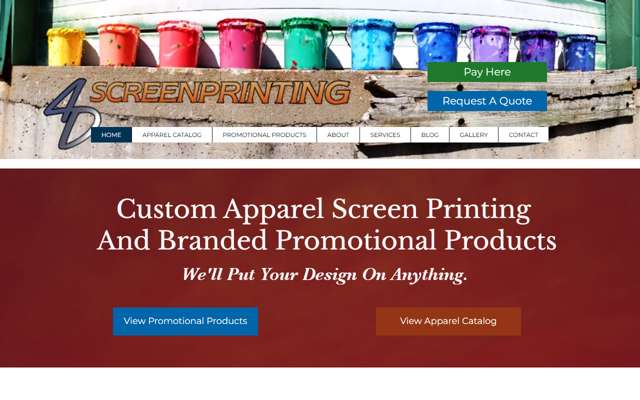 Pay Here
4D SCREENPRINTING
Request A Quote
HOME
APPAREL CATALOG
PROMOTIONAL PRODUCTS
ABOUT
SERVICES
BLOG
GALLERY
CONTACT
Custom Apparel Screen Printing
And Branded Promotional Products
We'll Put Your Design On Anything.
View Promotional Products
View Apparel Catalog